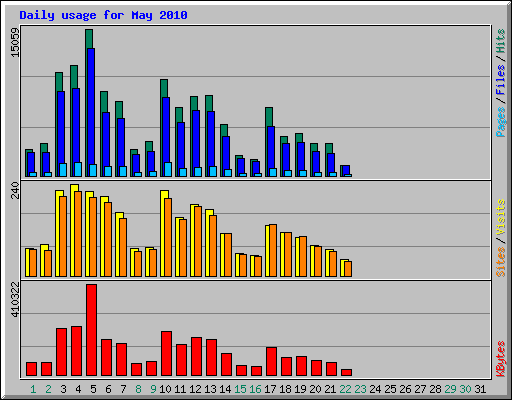 Daily usage for May 2010
15059
Pages / Files / Hits
240
Sites / Visits
410322
KBytes
1 2 3 4 5 6 7 8 9 10 11 12 13 14 15 16 17 18 19 20 21 22 23 24 25 26 27 28 29 30 31